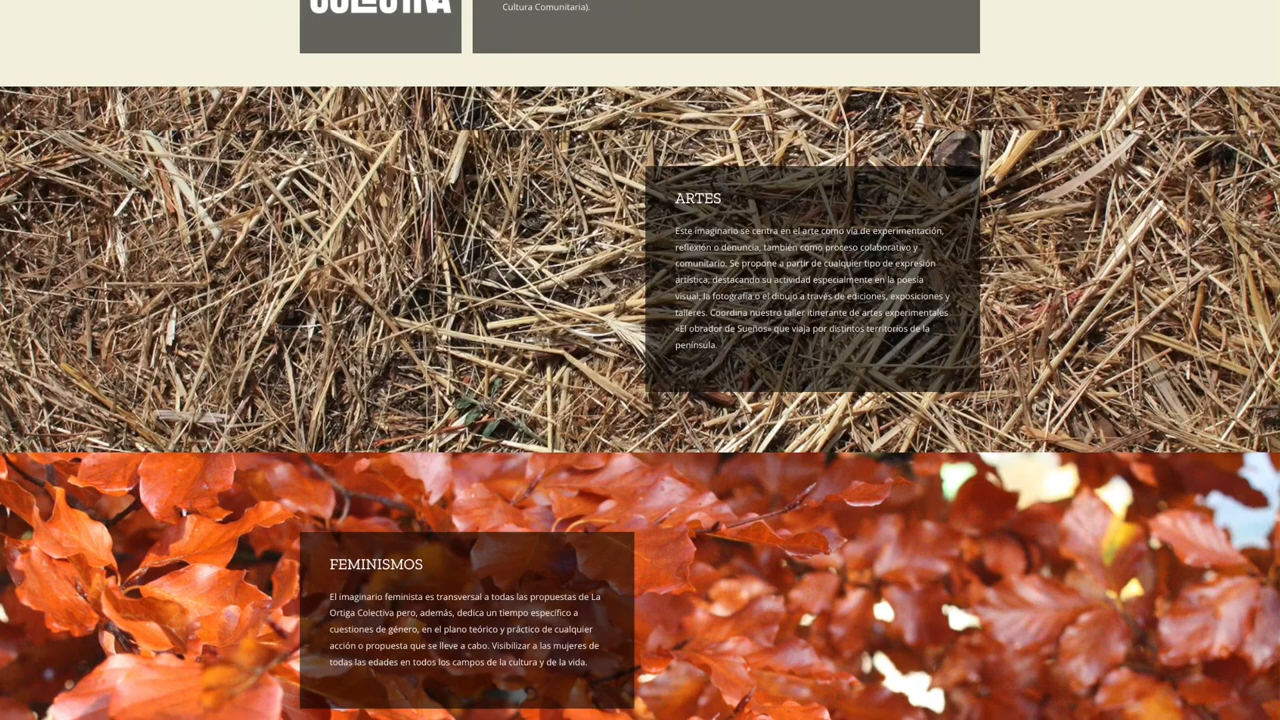 COLECTIVA
Cultura Comunitaria).
ARTES
Este imaginario se centra en el arte como vía de experimentación,
reflexión o denuncia, también como proceso colaborativo y
comunitario. Se propone a partir de cualquier tipo de expresión
artística, destacando su actividad especialmente en la poesía
visual, la fotografía o el dibujo a través de ediciones, exposiciones y
talleres. Coordina nuestro taller itinerante de artes experimentales
«El obrador de Sueños» que viaja por distintos territorios de la
península.
FEMINISMOS
El imaginario feminista es transversal a todas las propuestas de La
Ortiga Colectiva pero, además, dedica un tiempo específico a
cuestiones de género, en el plano teórico y práctico de cualquier
acción o propuesta que se lleve a cabo. Visibilizar a las mujeres de
todas las edades en todos los campos de la cultura y de la vida.